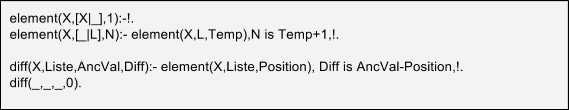 element(X,[X|_],1):-!.
element(X,[_|L],N):- element(X,L,Temp),N is Temp+1,!.
diff(X,Liste,AncVal,Diff):- element(X,Liste,Position), Diff is AncVal-Position,!.
diff(_,_,_,0).